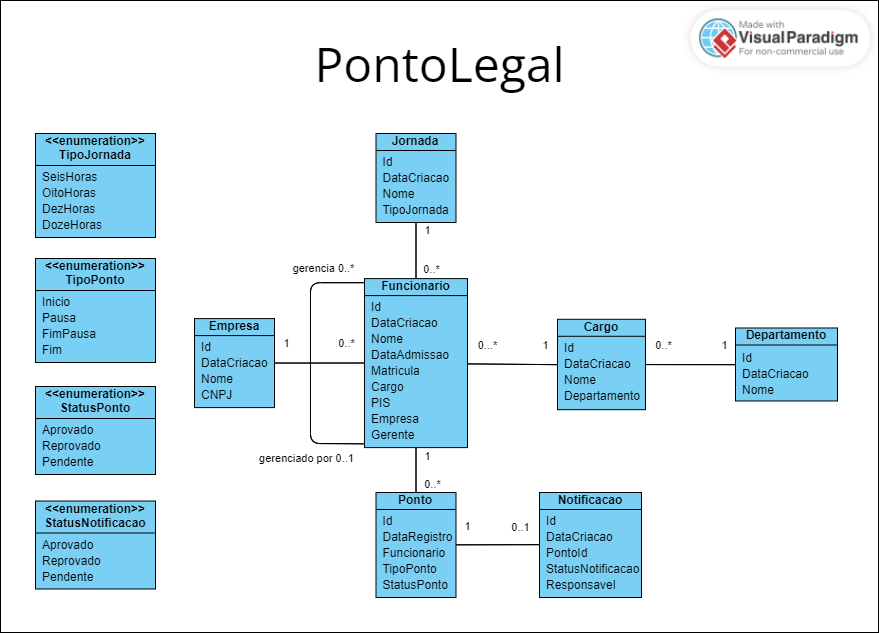 Made with
VisualParadigm
For non-commercial use
PontoLegal
<<enumeration>>
TipoJornada
SeisHoras
OitoHoras
DezHoras
DozeHoras
<<enumeration>>
TipoPonto
Inicio
Pausa
FimPausa
Fim
<<enumeration>>
StatusPonto
Aprovado
Reprovado
Pendente
<<enumeration>>
StatusNotificacao
Aprovado
Reprovado
Pendente
Jornada
Id
DataCriacao
Nome
TipoJornada
1
0..*
gerencia 0..*
Funcionario
Id
DataCriacao
Nome
DataAdmissao
Matricula
Cargo
PIS
Empresa
Gerente
Empresa
Id
DataCriacao
Nome
CNPJ
1
0..*
gerenciado por 0..1
0...*
1
Cargo
Id
DataCriacao
Nome
Departamento
0..*
1
Departamento
Id
DataCriacao
Nome
1
0..*
Ponto
Id
DataRegistro
Funcionario
TipoPonto
StatusPonto
1
0..1
Notificacao
Id
DataCriacao
PontoId
StatusNotificacao
Responsavel